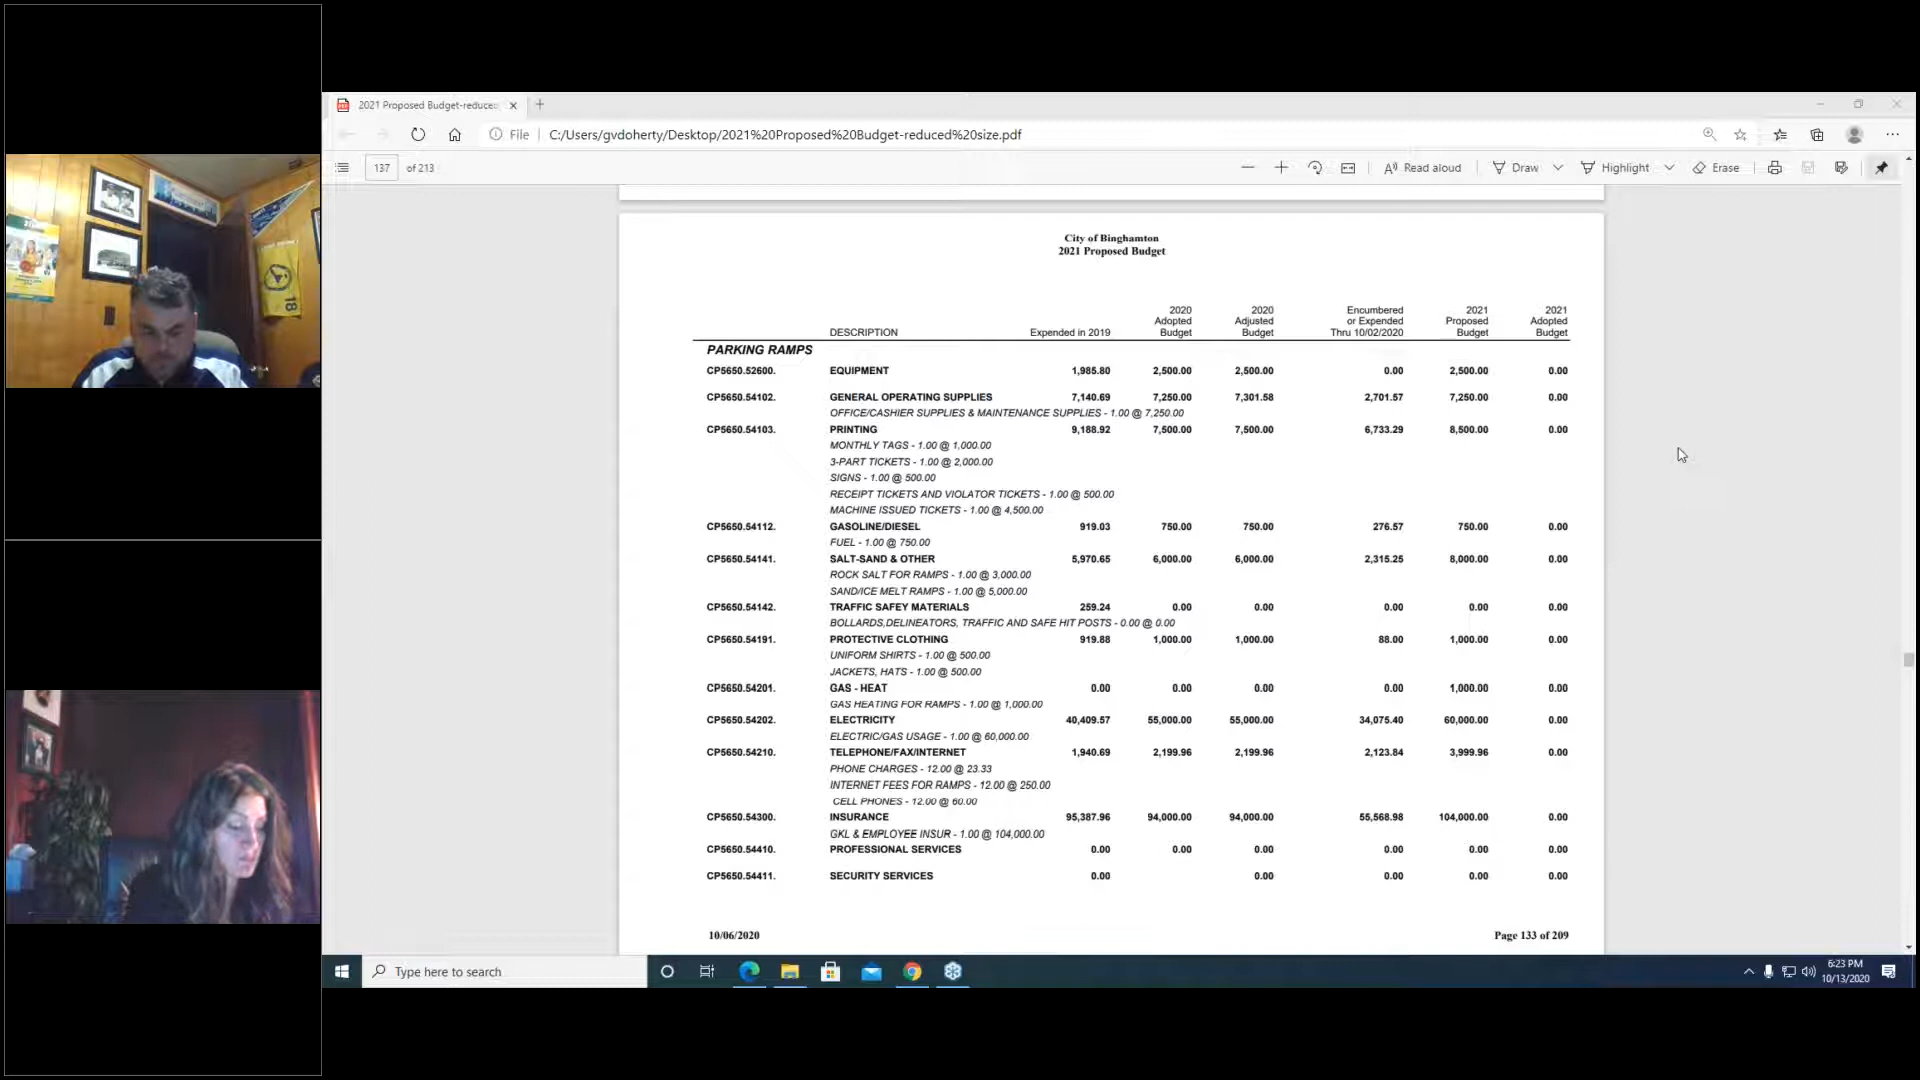 2021 Proposed Budget-reduced
File C:/Users/gvdoherty/Desktop/2021%20Proposed%20Budget-reduced%20size.pdf
137 of 213 Read aloud Draw Highlight Erase
City of Binghamton
2021 Proposed Budget
DESCRIPTION Expended in 2019 2020 Adopted Budget 2020 Adjusted Budget Encumbered or Expended Thru 10/02/2020 2021 Proposed Budget 2021 Adopted Budget
PARKING RAMPS
CP5650.52600. EQUIPMENT 1,985.80 2,500.00 2,500.00 0.00 2,500.00 0.00
CP5650.54102. GENERAL OPERATING SUPPLIES 7,140.69 7,250.00 7,301.58 2,701.57 7,250.00 0.00
OFFICE/CASHIER SUPPLIES & MAINTENANCE SUPPLIES - 1.00 @ 7,250.00
CP5650.54103. PRINTING 9,188.92 7,500.00 7,500.00 6,733.29 8,500.00 0.00
MONTHLY TAGS - 1.00 @ 1,000.00
3-PART TICKETS - 1.00 @ 2,000.00
SIGNS - 1.00 @ 500.00
RECEIPT TICKETS AND VIOLATOR TICKETS - 1.00 @ 500.00
MACHINE ISSUED TICKETS - 1.00 @ 4,500.00
CP5650.54112. GASOLINE/DIESEL 919.03 750.00 750.00 276.57 750.00 0.00
FUEL - 1.00 @ 750.00
CP5650.54141. SALT-SAND & OTHER 5,970.65 6,000.00 6,000.00 2,315.25 8,000.00 0.00
ROCK SALT FOR RAMPS - 1.00 @ 3,000.00
SAND/ICE MELT RAMPS - 1.00 @ 5,000.00
CP5650.54142. TRAFFIC SAFEY MATERIALS 259.24 0.00 0.00 0.00 0.00 0.00
BOLLARDS,DELINEATORS, TRAFFIC AND SAFE HIT POSTS - 0.00 @ 0.00
CP5650.54191. PROTECTIVE CLOTHING 919.88 1,000.00 1,000.00 88.00 1,000.00 0.00
UNIFORM SHIRTS - 1.00 @ 500.00
JACKETS, HATS - 1.00 @ 500.00
CP5650.54201. GAS - HEAT 0.00 0.00 0.00 0.00 1,000.00 0.00
GAS HEATING FOR RAMPS - 1.00 @ 1,000.00
CP5650.54202. ELECTRICITY 40,409.57 55,000.00 55,000.00 34,075.40 60,000.00 0.00
ELECTRIC/GAS USAGE - 1.00 @ 60,000.00
CP5650.54210. TELEPHONE/FAX/INTERNET 1,940.69 2,199.96 2,199.96 2,123.84 3,999.96 0.00
PHONE CHARGES - 12.00 @ 23.33
INTERNET FEES FOR RAMPS - 12.00 @ 250.00
CELL PHONES - 12.00 @ 60.00
CP5650.54300. INSURANCE 95,387.96 94,000.00 94,000.00 55,568.98 104,000.00 0.00
GKL & EMPLOYEE INSUR - 1.00 @ 104,000.00
CP5650.54410. PROFESSIONAL SERVICES 0.00 0.00 0.00 0.00 0.00 0.00
CP5650.54411. SECURITY SERVICES 0.00 0.00 0.00 0.00
10/06/2020 Page 133 of 209
Type here to search
6:23 PM
10/13/2020
18